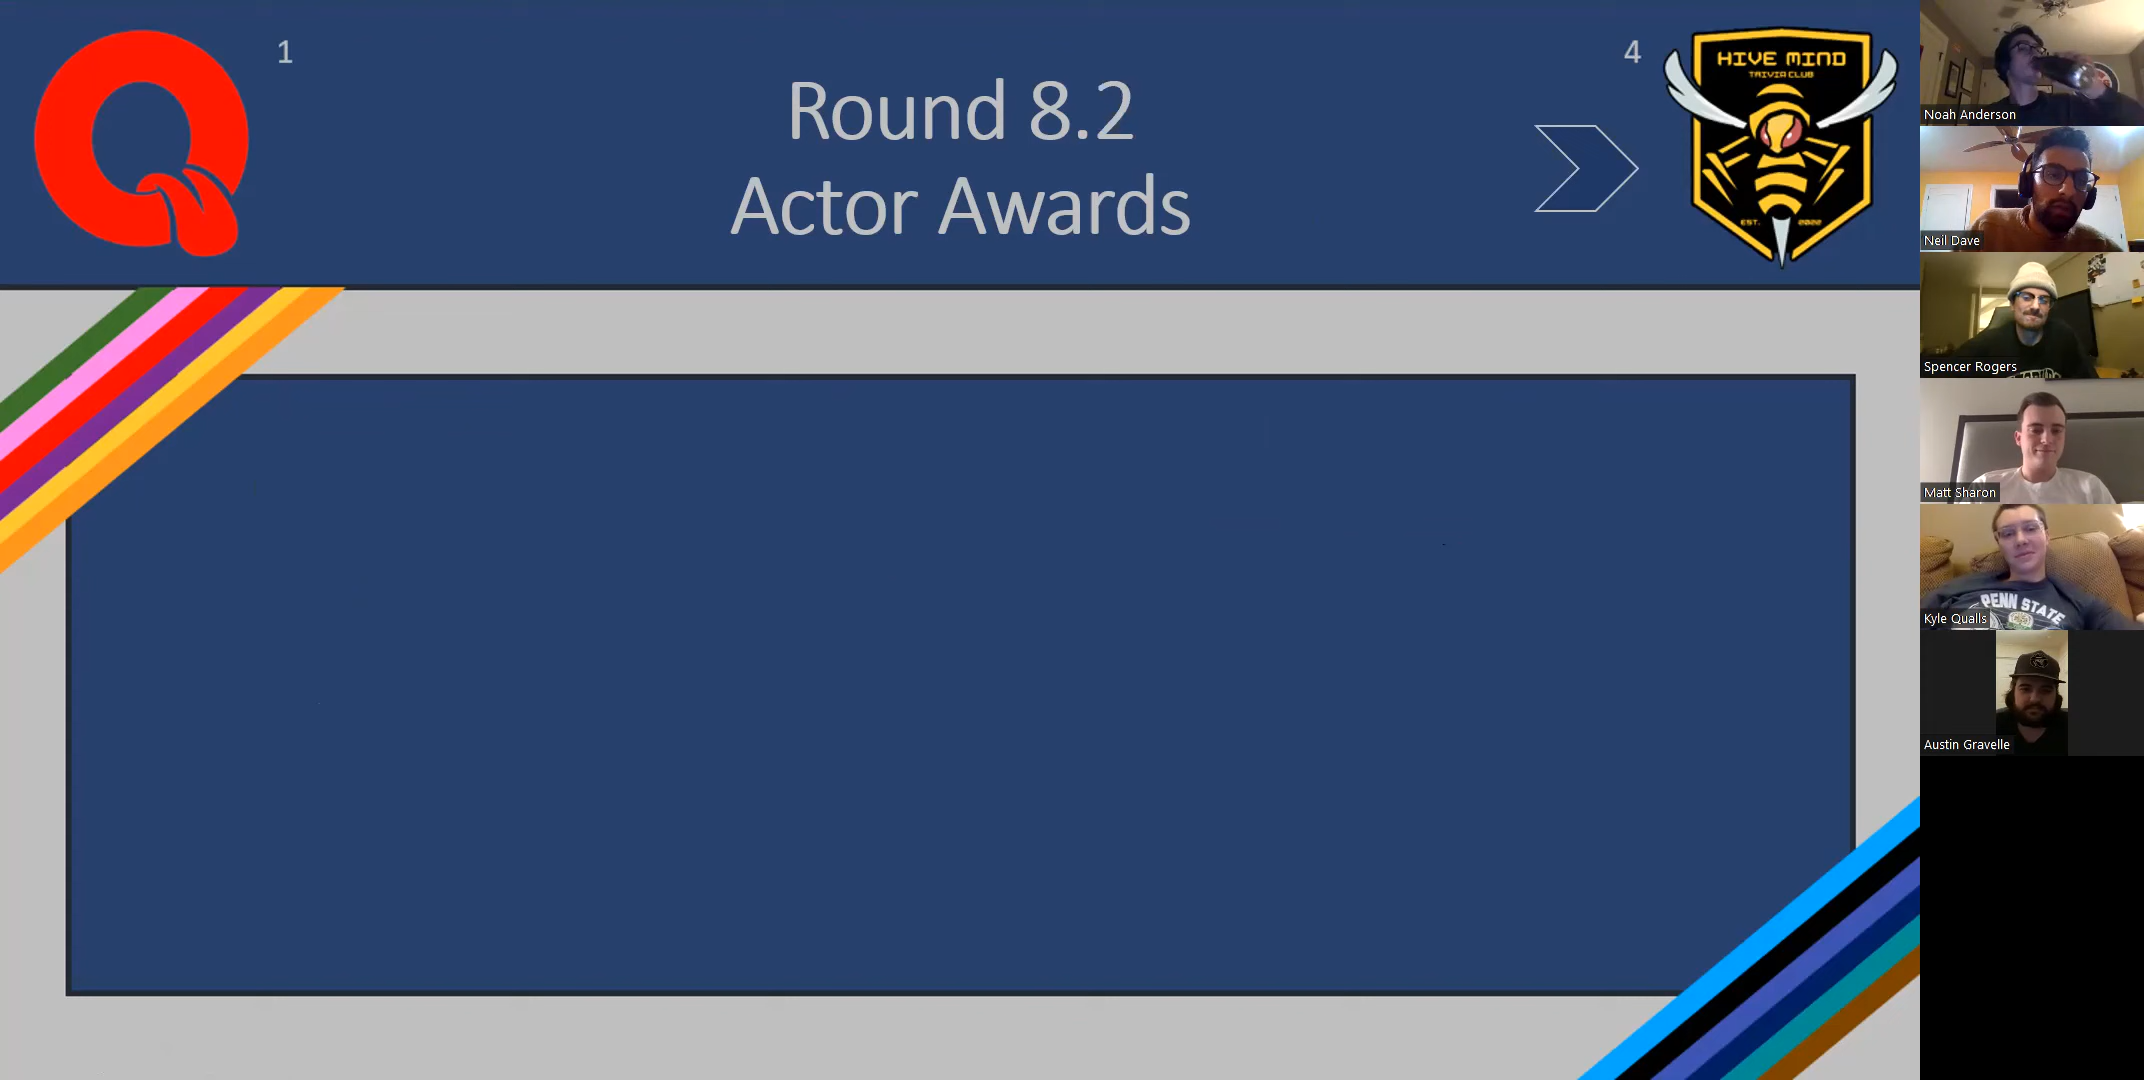 1
Round 8.2
Actor Awards
4
HIVE MIND
TRIVIA CLUB
EST. 2022
Noah Anderson
Neil Dave
Spencer Rogers
Matt Sharon
PENN STATE
Kyle Qualls
Austin Gravelle